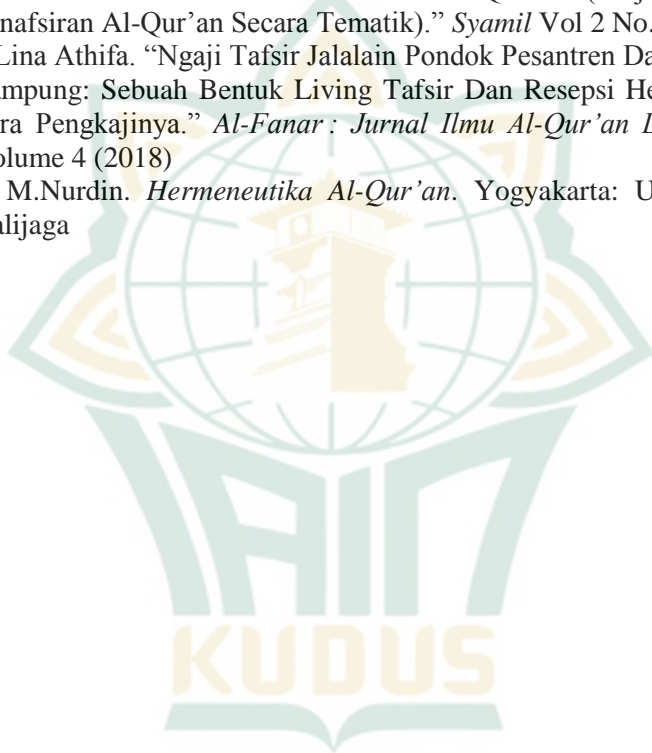 nafsiran Al-Qur'an Secara Tematik)." Syamil Vol 2 No.
Lina Athifa. "Ngaji Tafsir Jalalain Pondok Pesantren Da
mpung: Sebuah Bentuk Living Tafsir Dan Resepsi He
ra Pengkajinya." Al-Fanar : Jurnal Ilmu Al-Qur'an D
olume 4 (2018)
M.Nurdin. Hermeneutika Al-Qur'an. Yogyakarta: U
alijaga
IAIN
KUDUS